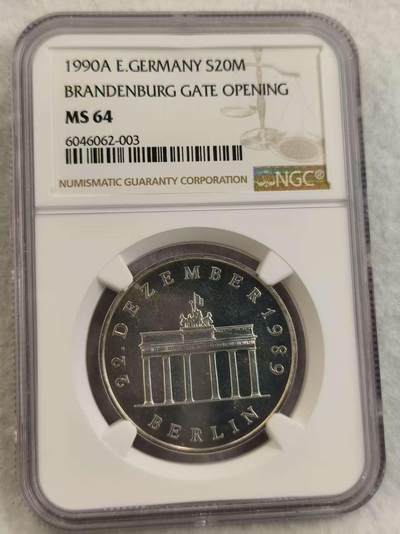 1990A E.GERMANY S20M
BRANDENBURG GATE OPENING
MS 64
6046062-003
NUMISMATIC GUARANTY CORPORATION
NGC®
22 DEZEMBER 1989
BERLIN